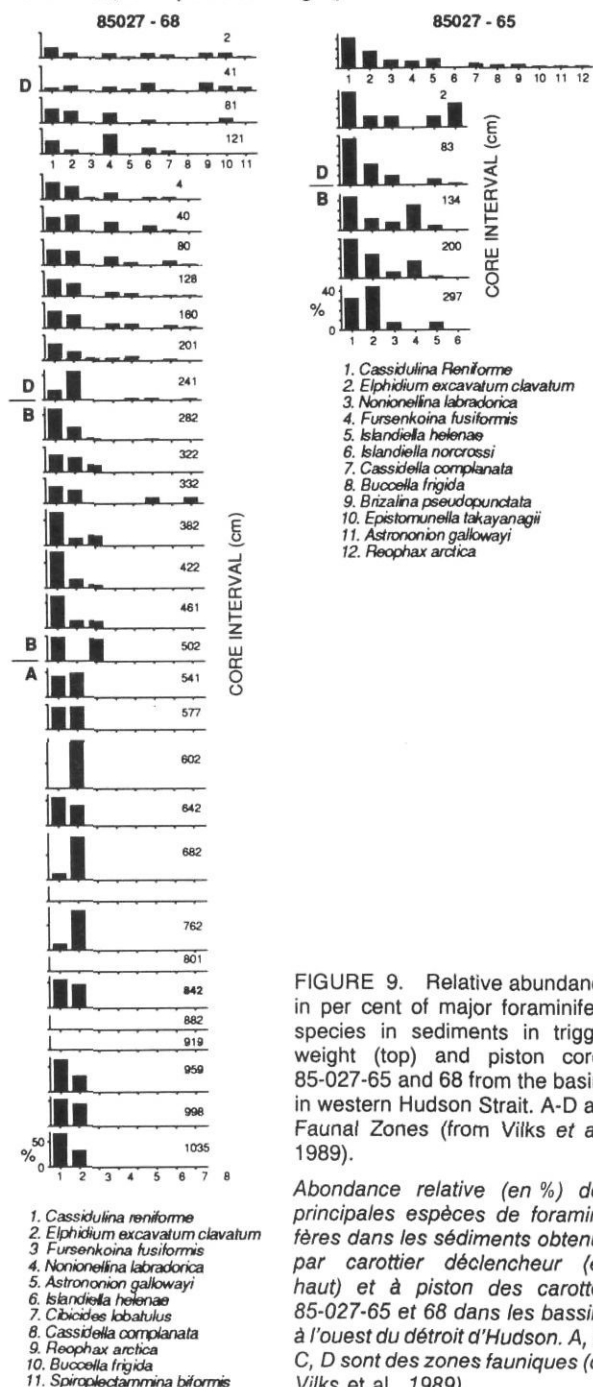 85027 - 68
2
D 41
81
121
1 2 3 4 5 6 7 8 9 10 11
4
40
80
128
160
201
D 241
B 282
322
332
382
422
461
B 502
A 541
577
602
642
682
762
801
842
882
919
959
998
50 1035
% 0
1 2 3 4 5 6 7 8
CORE INTERVAL (cm)
1. Cassidulina reniforme
2. Elphidium excavatum clavatum
3 Fursenkoina fusiformis
4. Nonionellina labradorica
5. Astrononion gallowayi
6. Islandiella helenae
7. Cibicides lobatulus
8. Cassidella complanata
9. Reophax arctica
10. Buccella frigida
11. Spiroplectammina biformis
85027 - 65
1 2 3 4 5 6 7 8 9 10 11 12
2
83
D
B 134
200
40 297
% 0
1 2 3 4 5 6
CORE INTERVAL (cm)
1. Cassidulina Reniforme
2. Elphidium excavatum clavatum
3. Nonionellina labradorica
4. Fursenkoina fusiformis
5. Islandiella helenae
6. Islandiella norcrossi
7. Cassidella complanata
8. Buccella frigida
9. Brizalina pseudopunctata
10. Epistomunella takayanagii
11. Astrononion gallowayi
12. Reophax arctica
FIGURE 9. Relative abundanc
in per cent of major foraminife
species in sediments in trigg
weight (top) and piston cor
85-027-65 and 68 from the basi
in western Hudson Strait. A-D a
Faunal Zones (from Vilks et a
1989).
Abondance relative (en %) de
principales espèces de forami
fères dans les sédiments obten
par carottier déclencheur (e
haut) et à piston des carott
85-027-65 et 68 dans les bassi
à l'ouest du détroit d'Hudson. A,
C, D sont des zones fauniques (
Vilks et al., 1989).